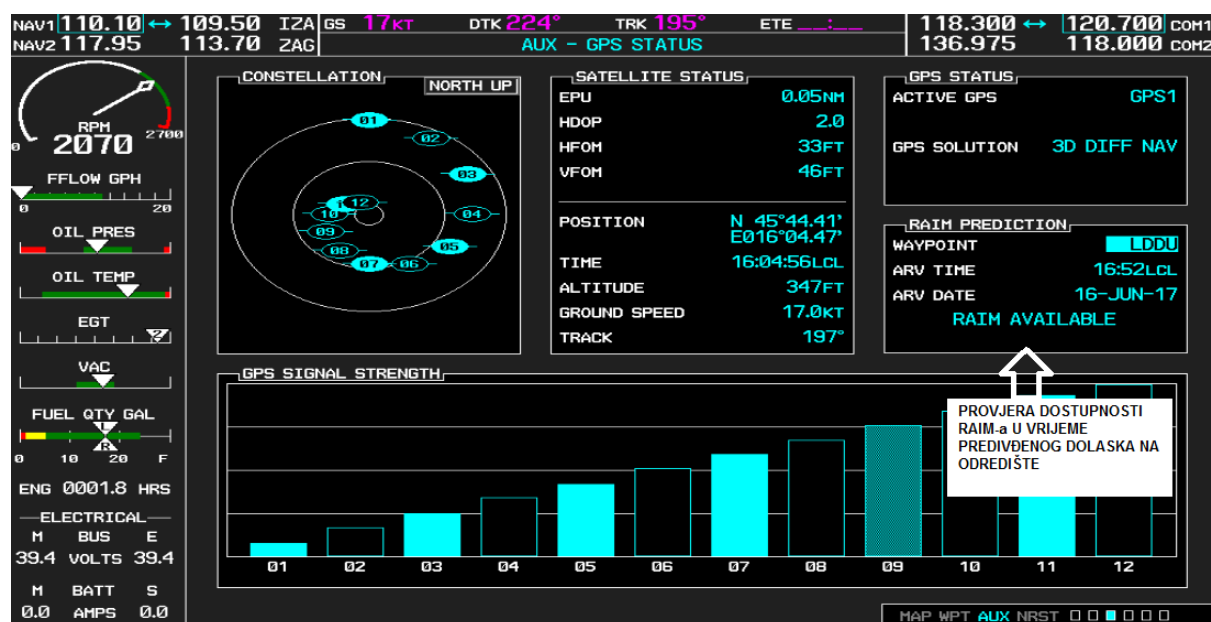 NAV1 110.10 ↔ 109.50 IZA GS 17KT DTK 224° TRK 195° ETE __:__ 118.300 ↔ 120.700 COM1
NAV2 117.95 113.70 ZAG AUX – GPS STATUS 136.975 118.000 COM2
RPM
2070
0 2700
FFLOW GPH
0 20
OIL PRES
OIL TEMP
EGT
VAC
FUEL QTY GAL
L
R
0 10 20 F
ENG 0001.8 HRS
ELECTRICAL
M BUS E
39.4 VOLTS 39.4
M BATT S
0.0 AMPS 0.0
CONSTELLATION
NORTH UP
01
02
03
12
10 04
09
05
08
07 06
SATELLITE STATUS
EPU 0.05NM
HDOP 2.0
HFOM 33FT
VFOM 46FT
POSITION N 45°44.41'
E016°04.47'
TIME 16:04:56LCL
ALTITUDE 347FT
GROUND SPEED 17.0KT
TRACK 197°
GPS STATUS
ACTIVE GPS GPS1
GPS SOLUTION 3D DIFF NAV
RAIM PREDICTION
WAYPOINT LDDU
ARV TIME 16:52LCL
ARV DATE 16-JUN-17
RAIM AVAILABLE
GPS SIGNAL STRENGTH
01 02 03 04 05 06 07 08 09 10 11 12
PROVJERA DOSTUPNOSTI
RAIM-a U VRIJEME
PREDIVĐENOG DOLASKA NA
ODREDIŠTE
MAP WPT AUX NRST